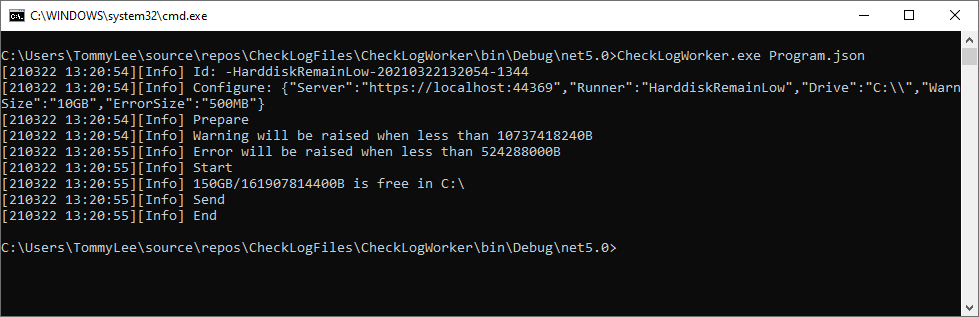 C:\WINDOWS\system32\cmd.exe
C:\Users\TommyLee\source\repos\CheckLogFiles\CheckLogWorker\bin\Debug\net5.0>CheckLogWorker.exe Program.json
[210322 13:20:54][Info] Id: -HarddiskRemainLow-20210322132054-1344
[210322 13:20:54][Info] Configure: {"Server":"https://localhost:44369","Runner":"HarddiskRemainLow","Drive":"C:\\","Warn
Size":"10GB","ErrorSize":"500MB"}
[210322 13:20:54][Info] Prepare
[210322 13:20:54][Info] Warning will be raised when less than 10737418240B
[210322 13:20:55][Info] Error will be raised when less than 524288000B
[210322 13:20:55][Info] Start
[210322 13:20:55][Info] 150GB/161907814400B is free in C:\
[210322 13:20:55][Info] Send
[210322 13:20:55][Info] End
C:\Users\TommyLee\source\repos\CheckLogFiles\CheckLogWorker\bin\Debug\net5.0>